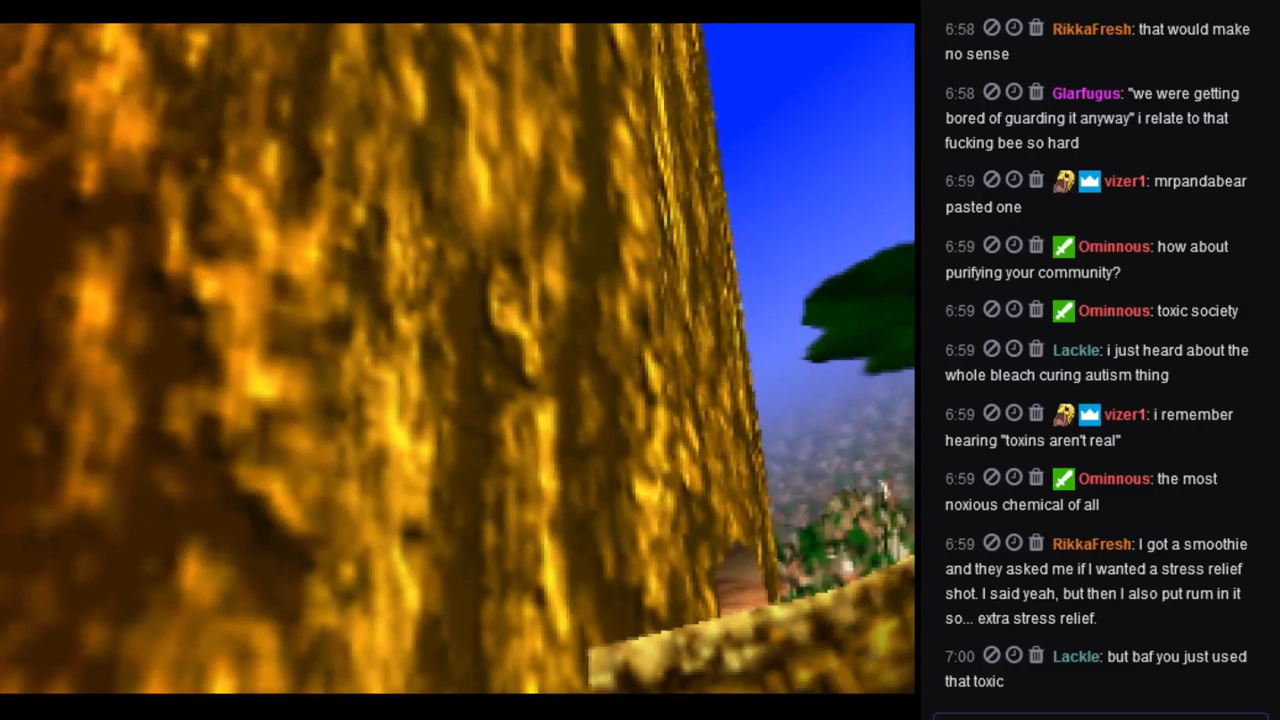 6:58 RikkaFresh: that would make
no sense
6:58 Glarfugus: "we were getting
bored of guarding it anyway" i relate to that
fucking bee so hard
6:59 vizer1: mrpandabear
pasted one
6:59 Ominnous: how about
purifying your community?
6:59 Ominnous: toxic society
6:59 Lackle: i just heard about the
whole bleach curing autism thing
6:59 vizer1: i remember
hearing "toxins aren't real"
6:59 Ominnous: the most
noxious chemical of all
6:59 RikkaFresh: I got a smoothie
and they asked me if I wanted a stress relief
shot. I said yeah, but then I also put rum in it
so... extra stress relief.
7:00 Lackle: but baf you just used
that toxic